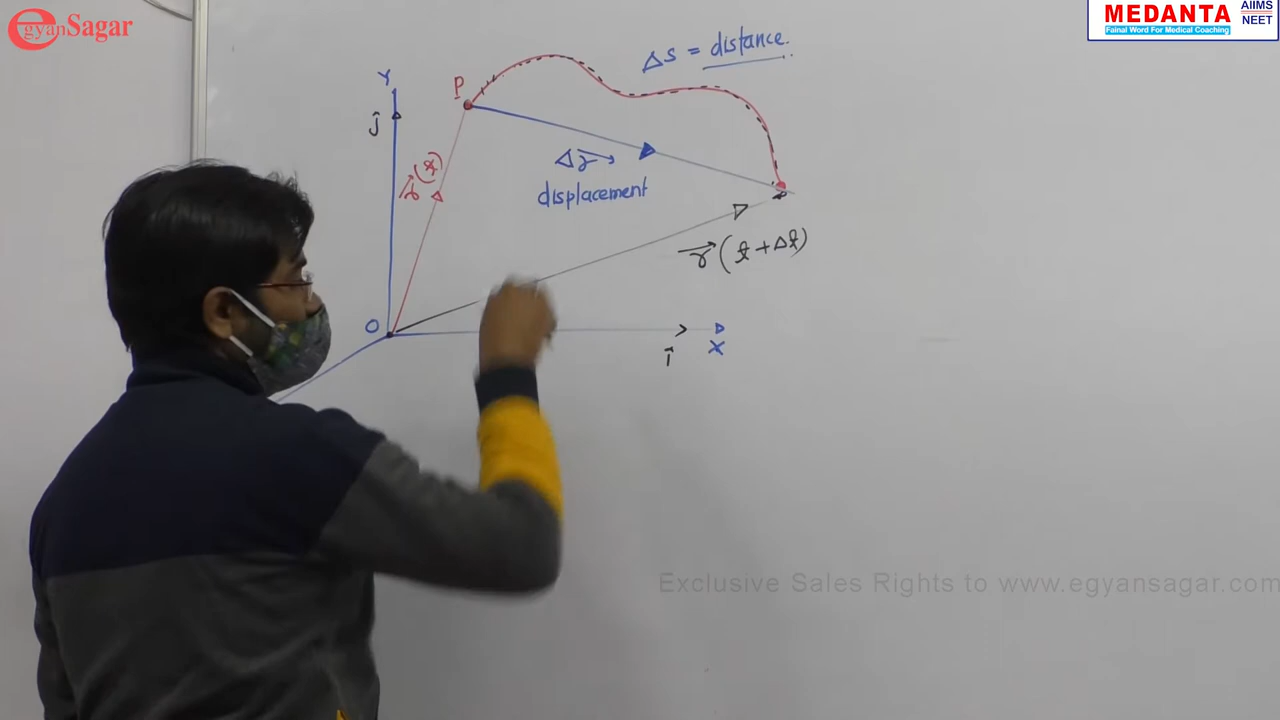 egyanSagar
MEDANTA
Fainal Word For Medical Coaching
AIIMS
NEET
Δs = distance.
Y
P
ĵ
r⃗(t)
Δr⃗
displacement
r⃗(t+Δt)
O
î
X
Exclusive Sales Rights to www.egyansagar.com